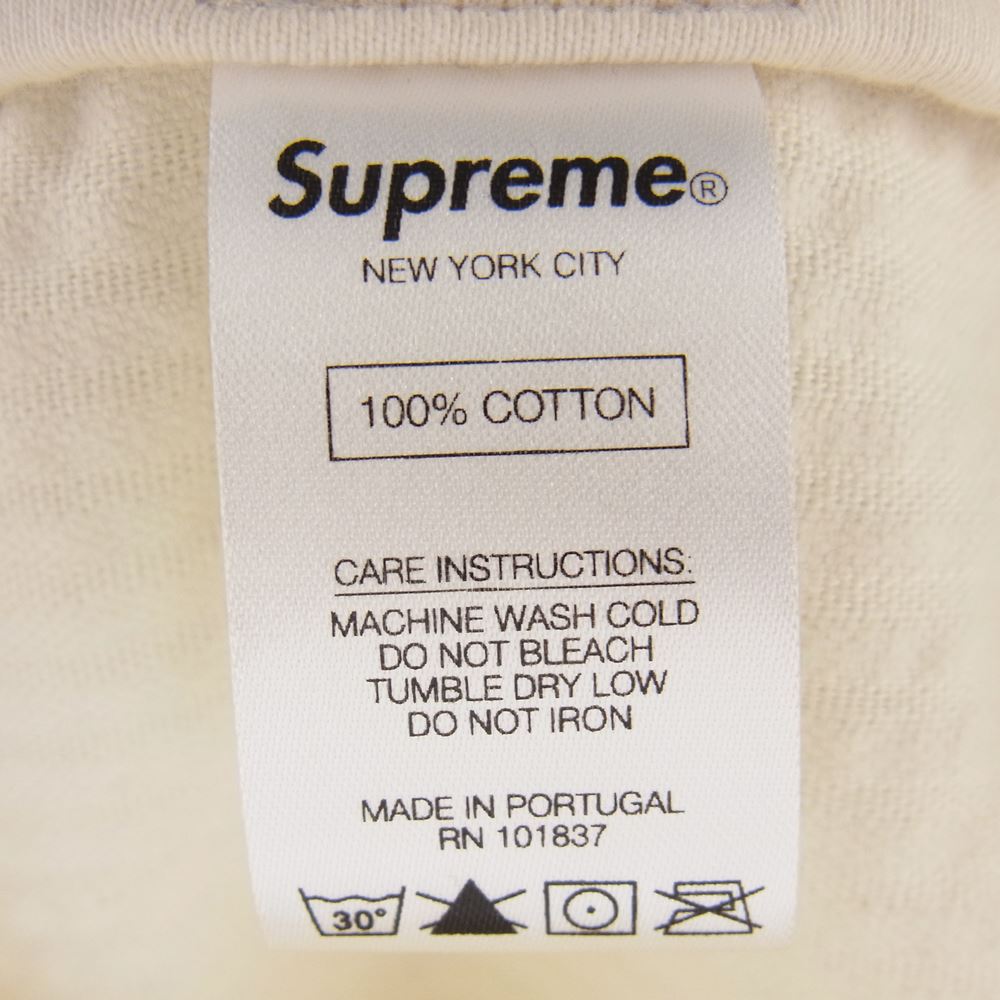 Supreme®
NEW YORK CITY
100% COTTON
CARE INSTRUCTIONS:
MACHINE WASH COLD
DO NOT BLEACH
TUMBLE DRY LOW
DO NOT IRON
MADE IN PORTUGAL
RN 101837
30°